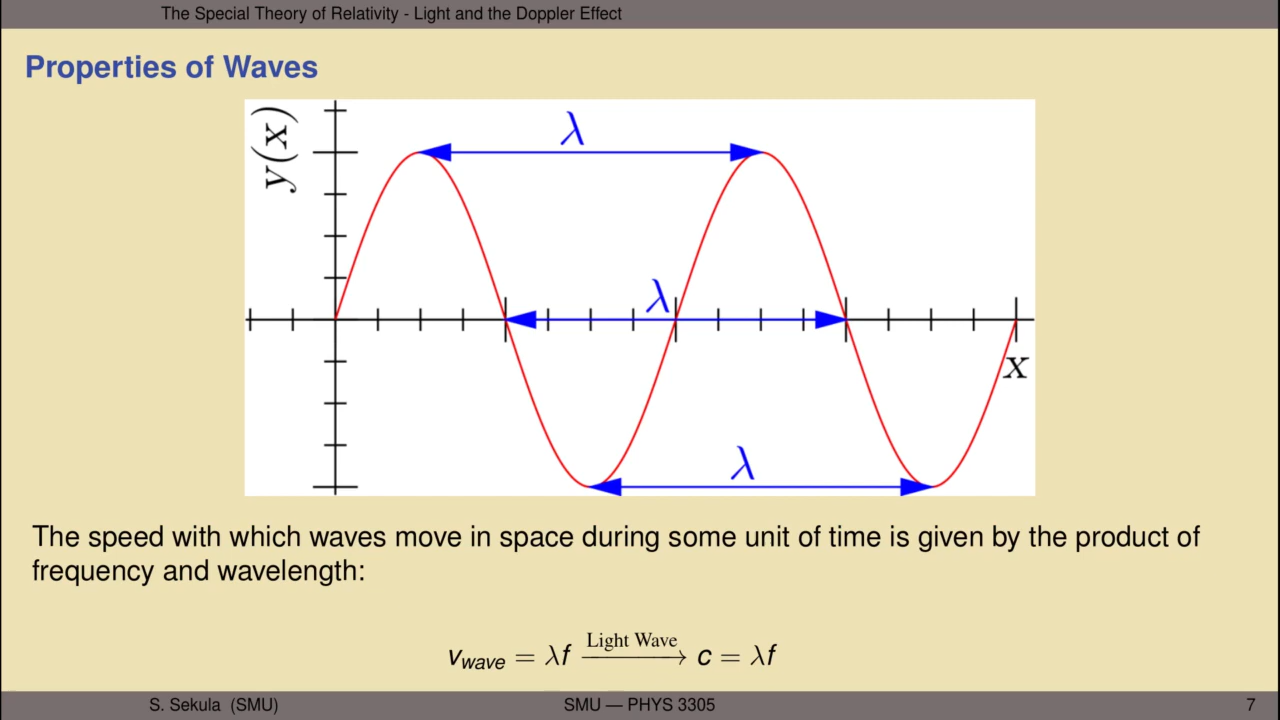 The Special Theory of Relativity - Light and the Doppler Effect
Properties of Waves
y(x)
λ
λ
x
λ
The speed with which waves move in space during some unit of time is given by the product of
frequency and wavelength:
v_wave = λf \xrightarrow{Light Wave} c = λf
S. Sekula (SMU) SMU — PHYS 3305 7